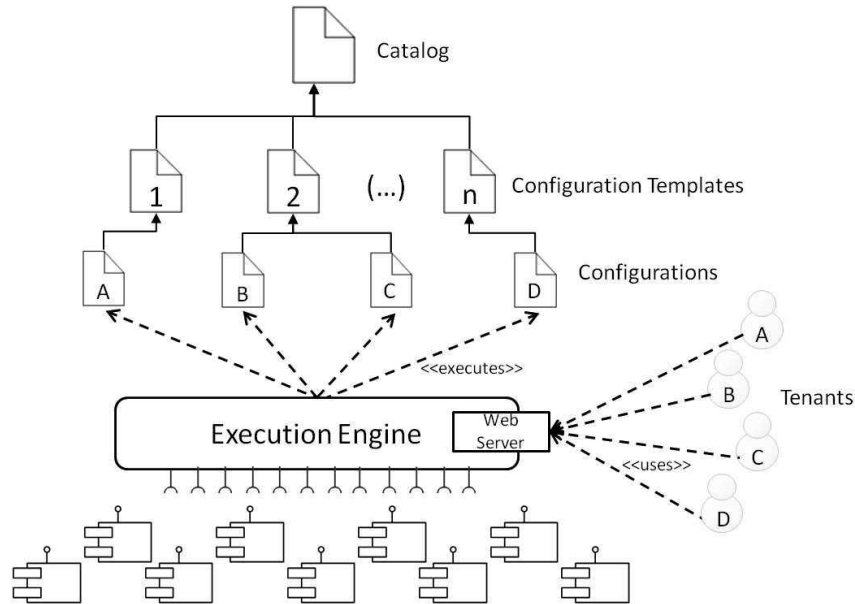 Catalog
1
2
(...)
n
Configuration Templates
A
B
C
D
Configurations
<<executes>>
A
B
Tenants
C
D
<<uses>>
Execution Engine
Web
Server